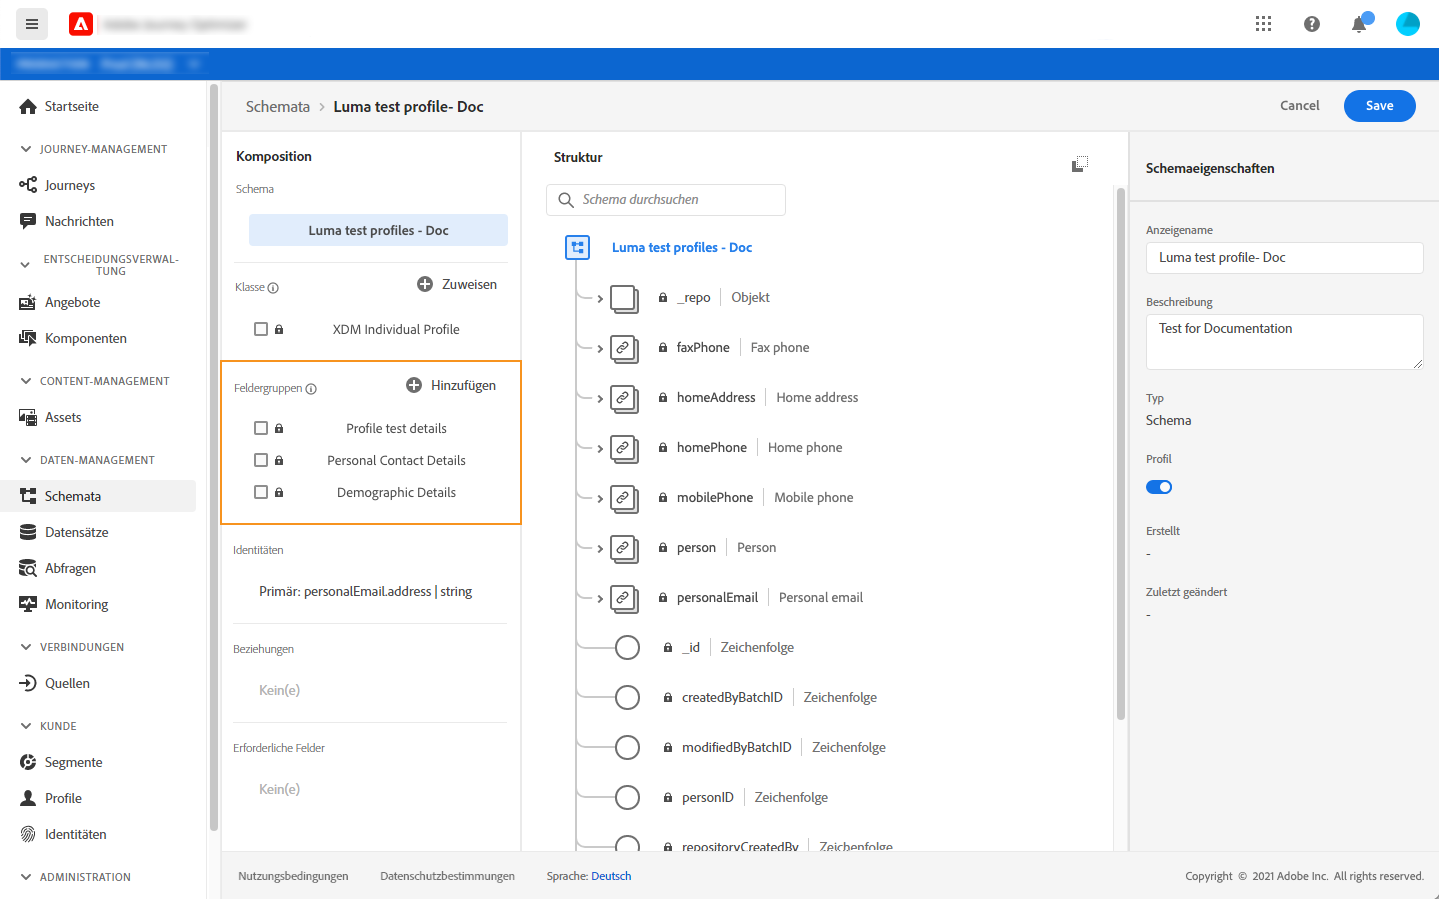 Startseite
JOURNEY-MANAGEMENT
Journeys
Nachrichten
ENTSCHEIDUNGSVERWAL-
TUNG
Angebote
Komponenten
CONTENT-MANAGEMENT
Assets
DATEN-MANAGEMENT
Schemata
Datensätze
Abfragen
Monitoring
VERBINDUNGEN
Quellen
KUNDE
Segmente
Profile
Identitäten
ADMINISTRATION
Schemata > Luma test profile- Doc
Cancel
Save
Komposition
Schema
Luma test profiles - Doc
Klasse
Zuweisen
XDM Individual Profile
Feldergruppen
Hinzufügen
Profile test details
Personal Contact Details
Demographic Details
Identitäten
Primär: personalEmail.address | string
Beziehungen
Kein(e)
Erforderliche Felder
Kein(e)
Struktur
Schema durchsuchen
Luma test profiles - Doc
_repo | Objekt
faxPhone | Fax phone
homeAddress | Home address
homePhone | Home phone
mobilePhone | Mobile phone
person | Person
personalEmail | Personal email
_id | Zeichenfolge
createdByBatchID | Zeichenfolge
modifiedByBatchID | Zeichenfolge
personID | Zeichenfolge
repositoryCreatedBy | Zeichenfolge
Schemaeigenschaften
Anzeigename
Luma test profile- Doc
Beschreibung
Test for Documentation
Typ
Schema
Profil
Erstellt
-
Zuletzt geändert
-
Nutzungsbedingungen
Datenschutzbestimmungen
Sprache: Deutsch
Copyright © 2021 Adobe Inc. All rights reserved.